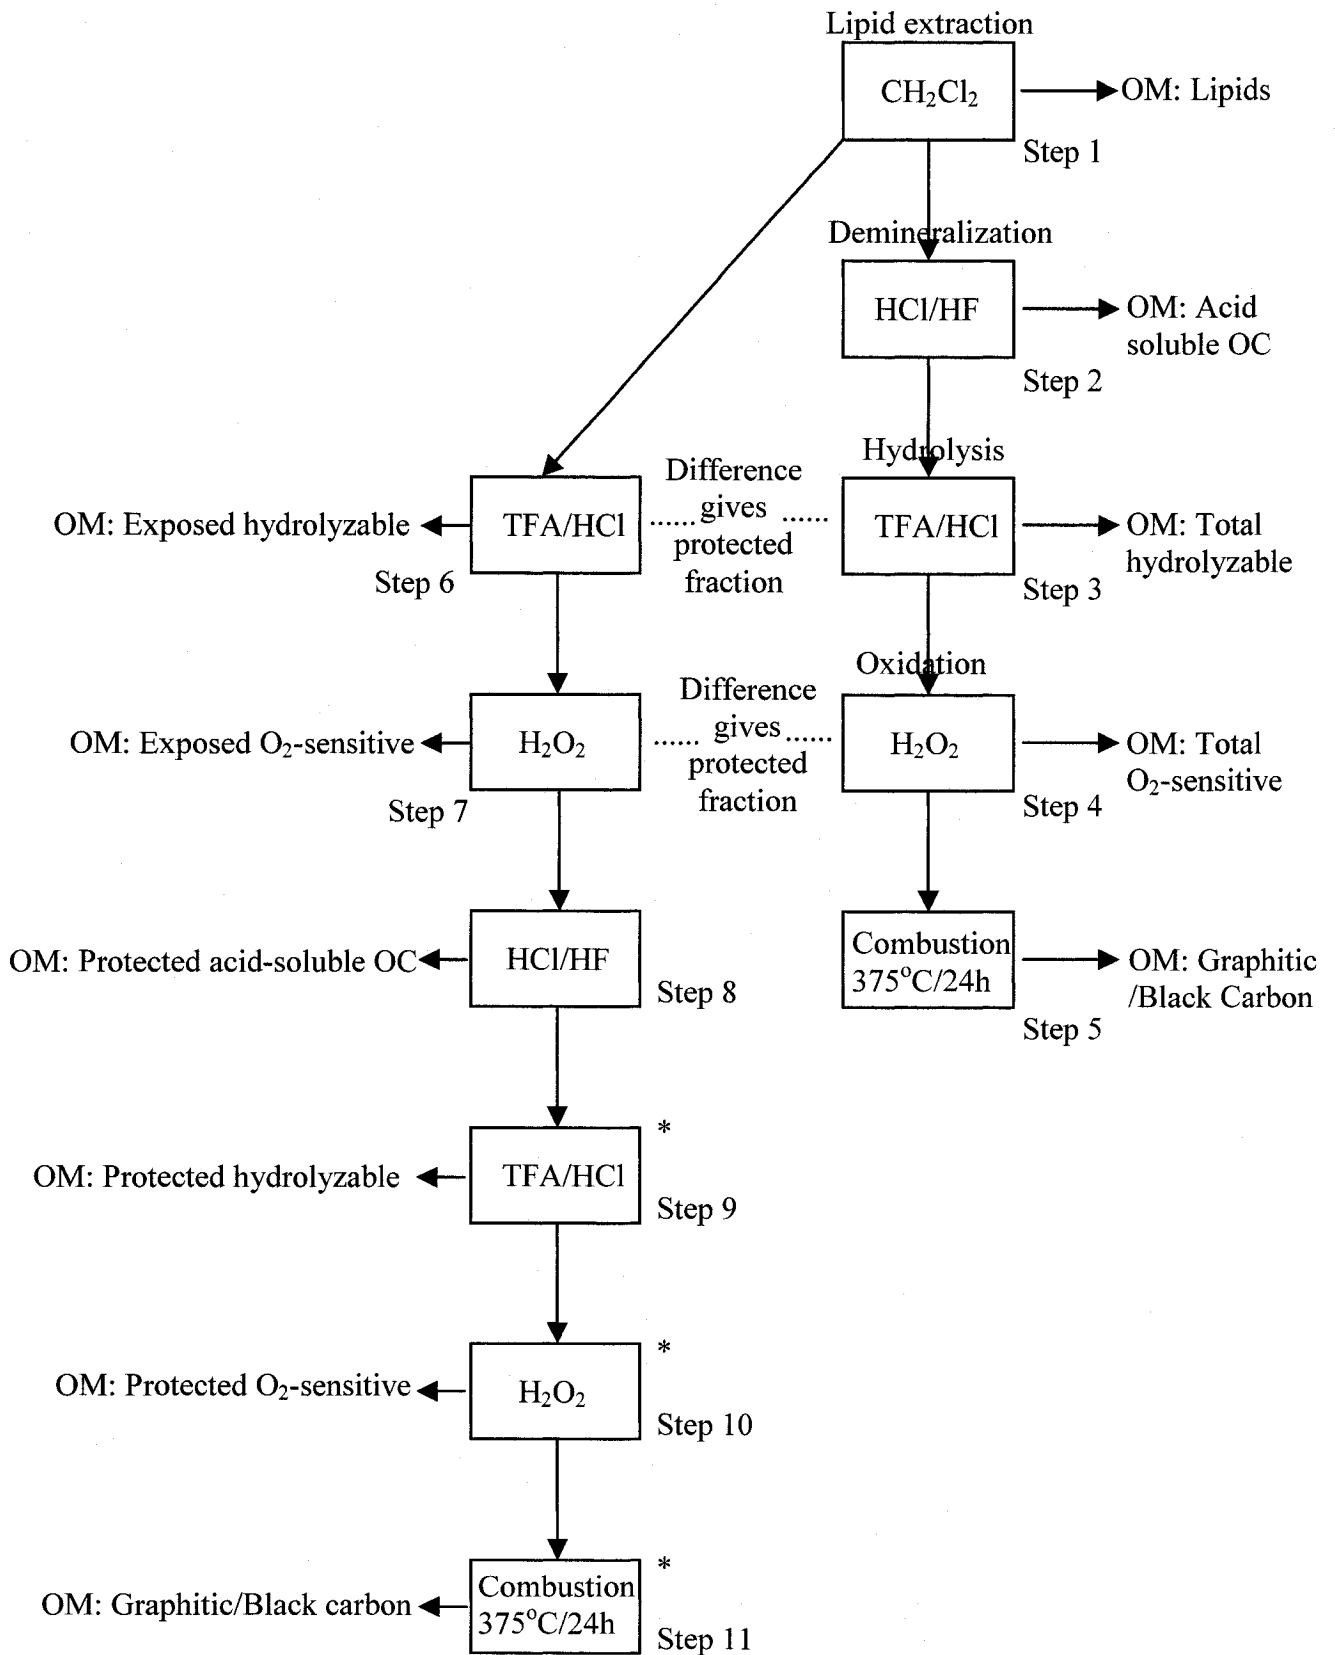 Lipid extraction
CH₂Cl₂
OM: Lipids
Step 1
Demineralization
HCl/HF
OM: Acid
soluble OC
Step 2
Hydrolysis
TFA/HCl
OM: Total
hydrolyzable
Step 3
Difference
gives
protected
fraction
OM: Exposed hydrolyzable
TFA/HCl
Step 6
Oxidation
H₂O₂
OM: Total
O₂-sensitive
Step 4
Difference
gives
protected
fraction
OM: Exposed O₂-sensitive
H₂O₂
Step 7
Combustion
375°C/24h
OM: Graphitic
/Black Carbon
Step 5
OM: Protected acid-soluble OC
HCl/HF
Step 8
OM: Protected hydrolyzable
TFA/HCl
*
Step 9
OM: Protected O₂-sensitive
H₂O₂
*
Step 10
OM: Graphitic/Black carbon
Combustion
375°C/24h
*
Step 11